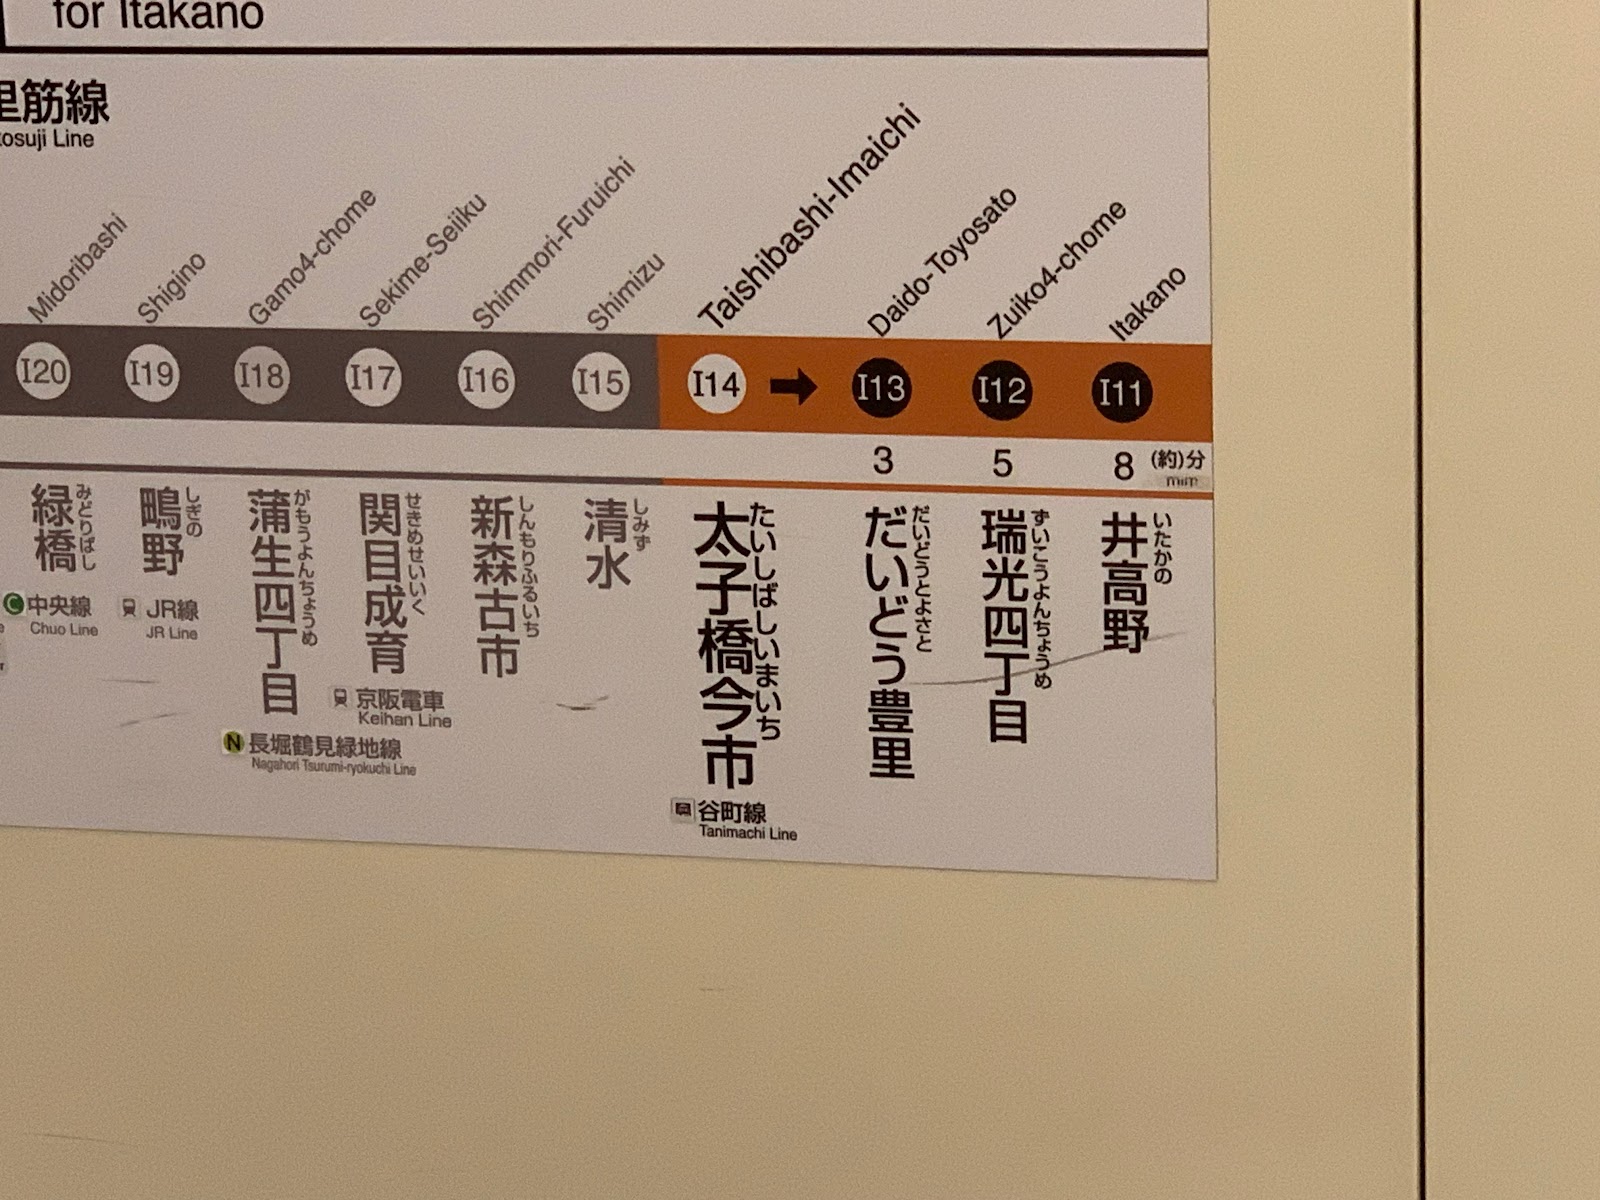 for Itakano
里筋線
tosuji Line
Midoribashi
Shigino
Gamo4-chome
Sekime-Seiiku
Shimmori-Furuichi
Shimizu
Taishibashi-Imaichi
Daido-Toyosato
Zuiko4-chome
Itakano
I20 I19 I18 I17 I16 I15 I14 → I13 I12 I11
3 5 8 (約)分
min
緑橋
みどりばし
C 中央線
Chuo Line
鴫野
しぎの
JR線
JR Line
蒲生四丁目
がもうよんちょうめ
N 長堀鶴見緑地線
Nagahori Tsurumi-ryokuchi Line
関目成育
せきめせいいく
京阪電車
Keihan Line
新森古市
しんもりふるいち
清水
しみず
太子橋今市
たいしばしいまいち
谷町線
Tanimachi Line
だいどう豊里
だいどうとよさと
瑞光四丁目
ずいこうよんちょうめ
井高野
いたかの